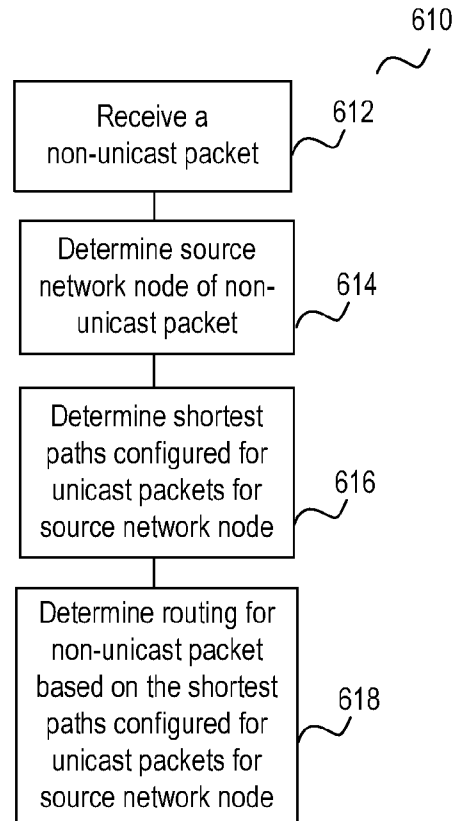 610
Receive a
non-unicast packet
612
Determine source
network node of non-
unicast packet
614
Determine shortest
paths configured for
unicast packets for
source network node
616
Determine routing for
non-unicast packet
based on the shortest
paths configured for
unicast packets for
source network node
618